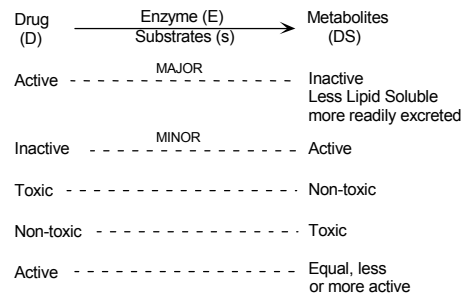 Drug Enzyme (E) Metabolites
(D) Substrates (s) (DS)
Active MAJOR Inactive
Less Lipid Soluble
more readily excreted
Inactive MINOR Active
Toxic Non-toxic
Non-toxic Toxic
Active Equal, less
or more active